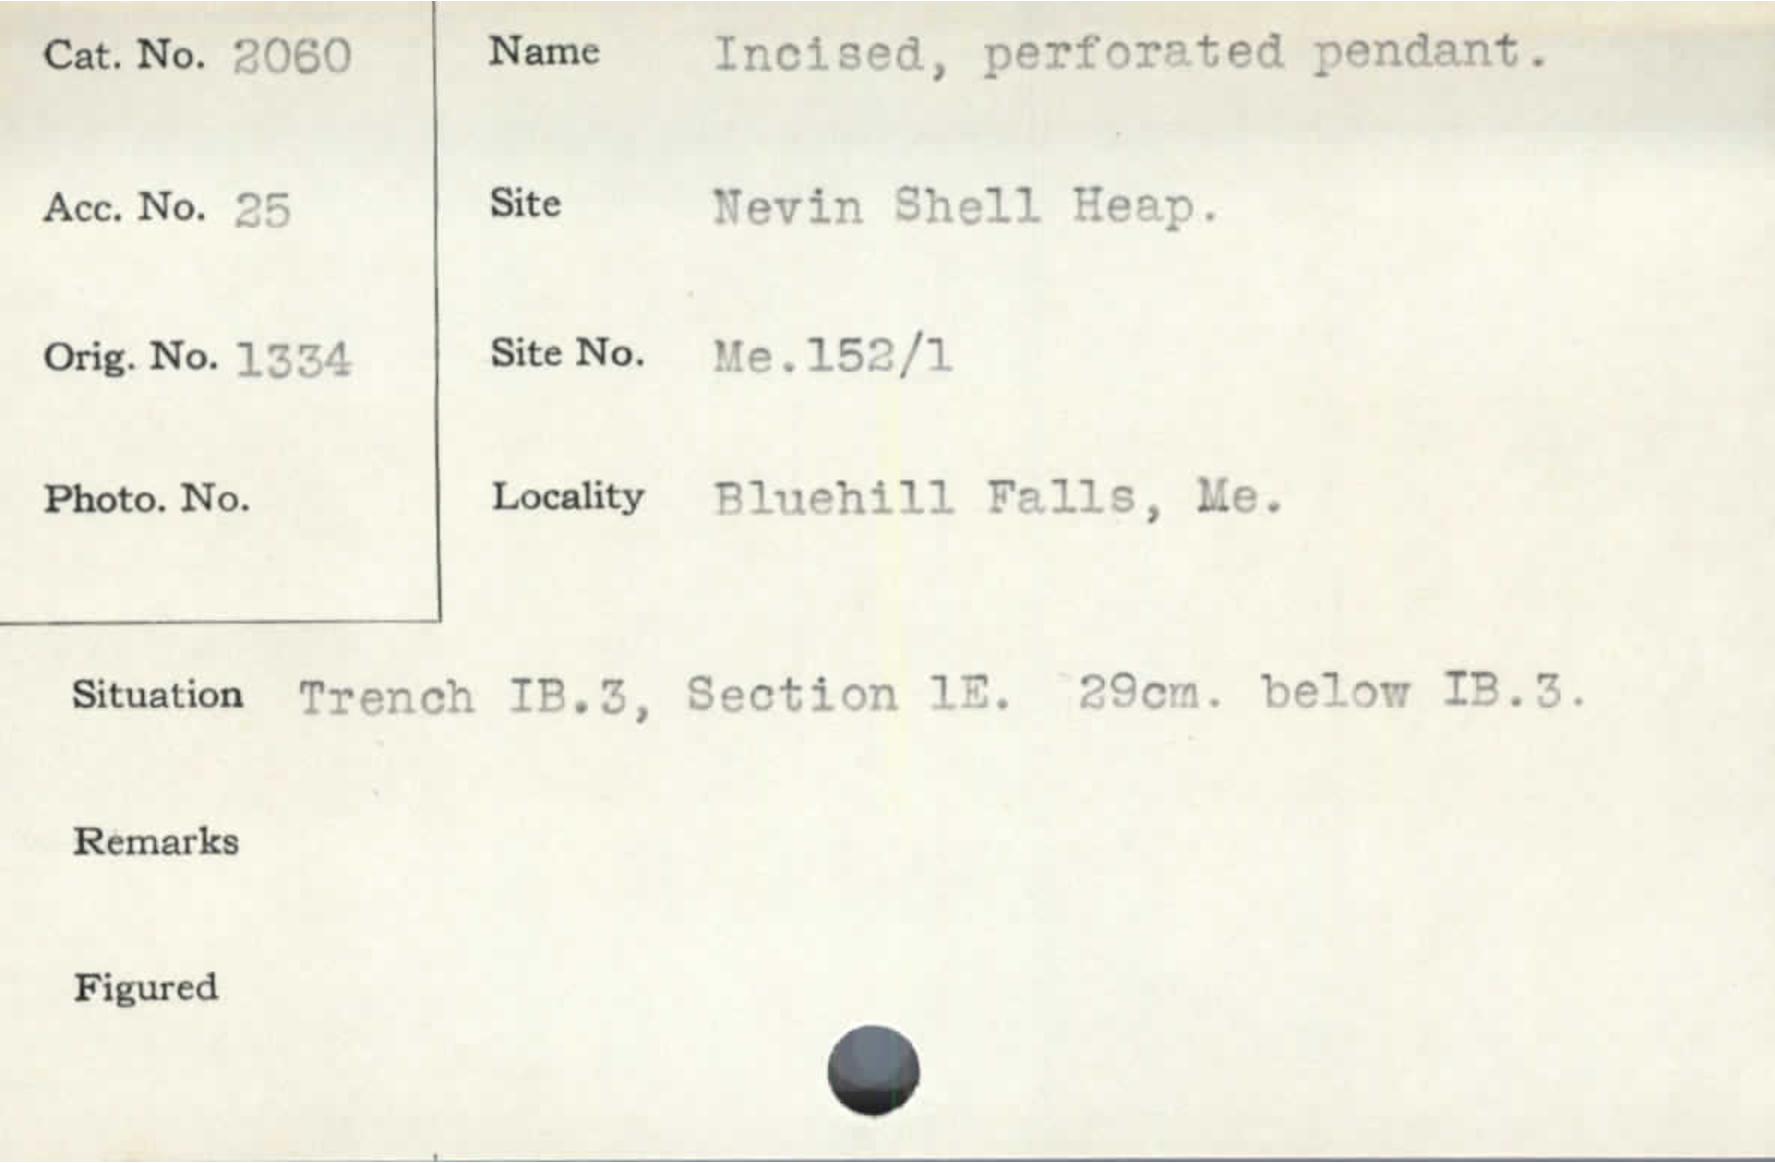 Cat. No. 2060 Name Incised, perforated pendant.
Acc. No. 25 Site Nevin Shell Heap.
Orig. No. 1334 Site No. Me.152/1
Photo. No. Locality Bluehill Falls, Me.
Situation Trench IB.3, Section 1E. 29cm. below IB.3.
Remarks
Figured